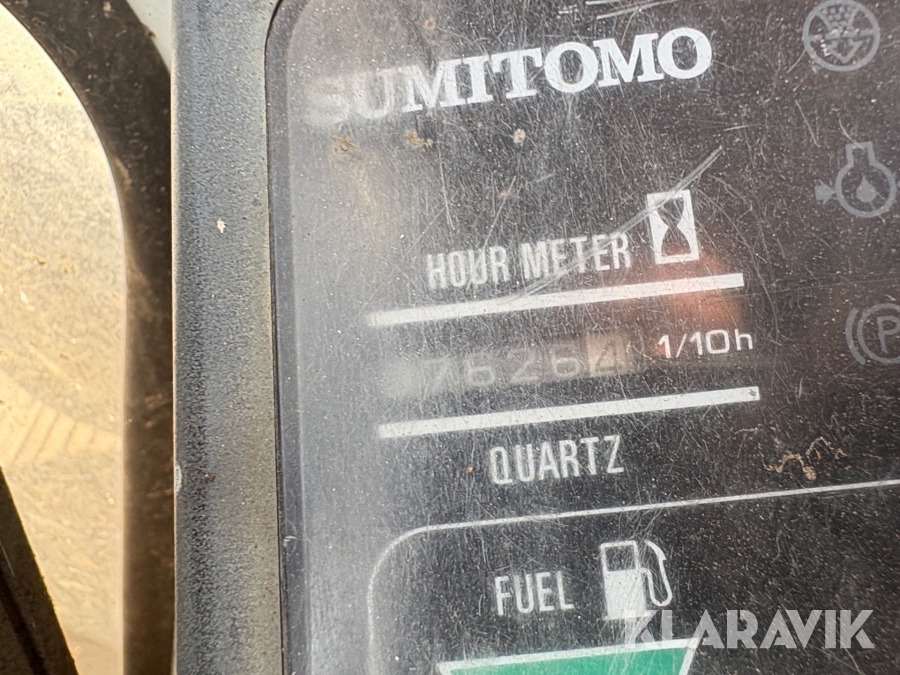 SUMITOMO
HOUR METER
76264 1/10h
QUARTZ
P
FUEL
KLARAVIK